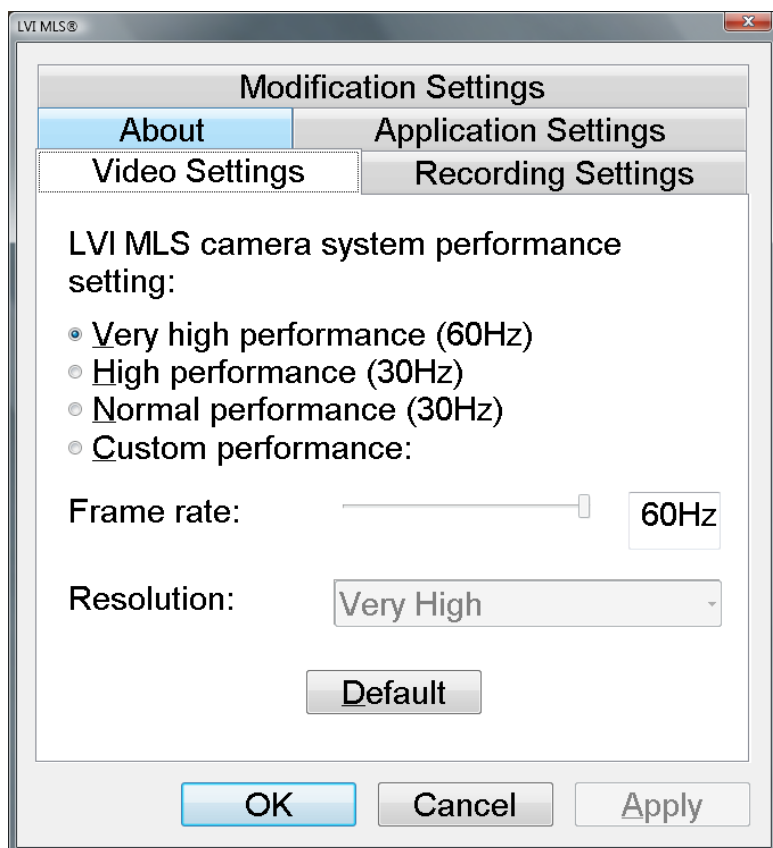 LVI MLS®
Modification Settings
About Application Settings
Video Settings Recording Settings
LVI MLS camera system performance
setting:
Very high performance (60Hz)
High performance (30Hz)
Normal performance (30Hz)
Custom performance:
Frame rate: 60Hz
Resolution: Very High
Default
OK Cancel Apply